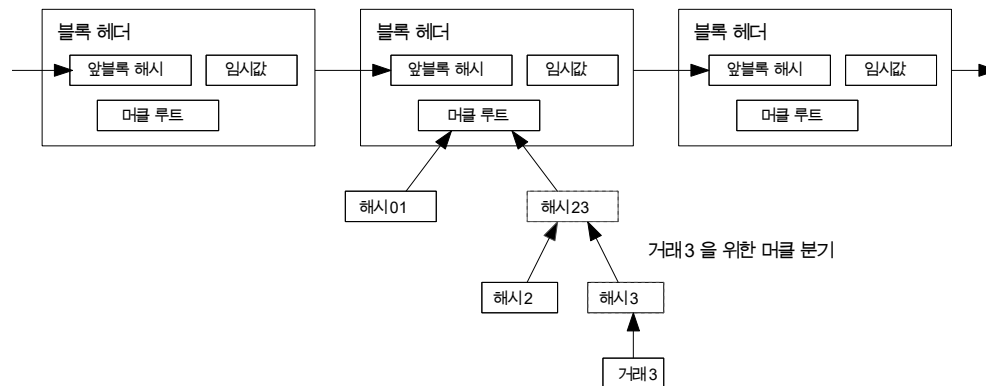 블록 헤더
앞블록 해시
임시값
머클 루트
블록 헤더
앞블록 해시
임시값
머클 루트
블록 헤더
앞블록 해시
임시값
머클 루트
해시01
해시23
거래3 을 위한 머클 분기
해시2
해시3
거래3